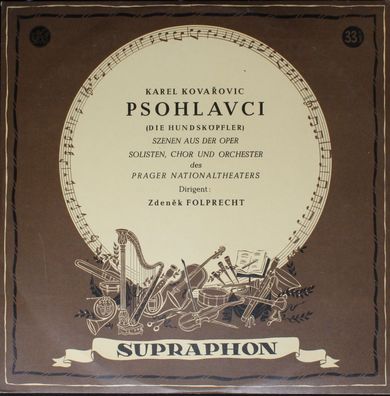 33
KAREL KOVAŘOVIC
PSOHLAVCI
(DIE HUNDSKÖPFLER)
SZENEN AUS DER OPER
SOLISTEN, CHOR UND ORCHESTER
des
PRAGER NATIONALTHEATERS
Dirigent:
Zdeněk FOLPRECHT
SUPRAPHON